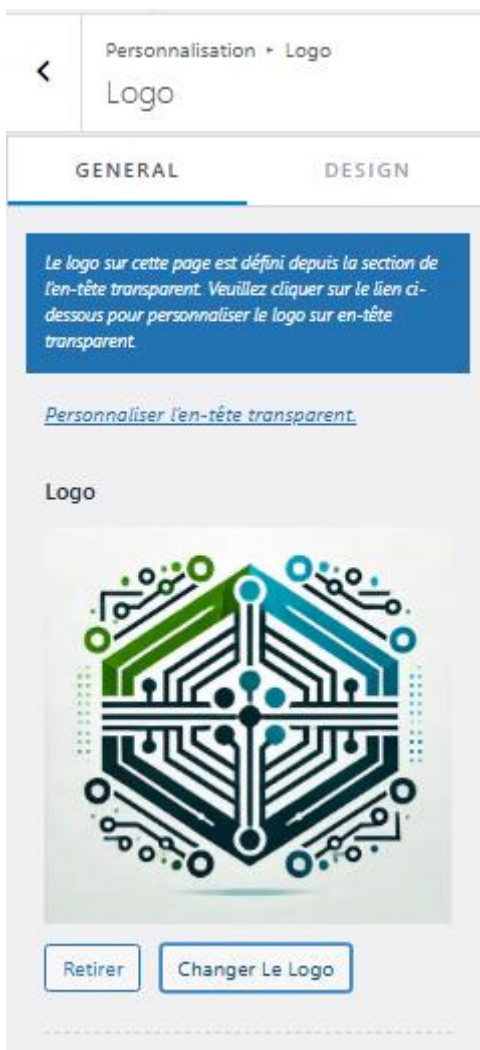 Personnalisation ▸ Logo
Logo
GENERAL
DESIGN
Le logo sur cette page est défini depuis la section de
l'en-tête transparent. Veuillez cliquer sur le lien ci-
dessous pour personnaliser le logo sur en-tête
transparent.
Personnaliser l'en-tête transparent.
Logo
Retirer
Changer Le Logo